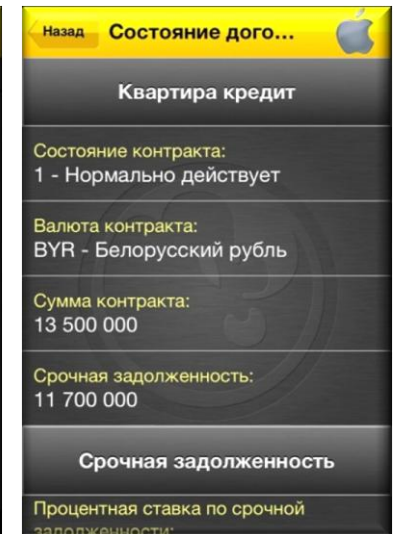 Назад Состояние дого...
Квартира кредит
Состояние контракта:
1 - Нормально действует
Валюта контракта:
BYR - Белорусский рубль
Сумма контракта:
13 500 000
Срочная задолженность:
11 700 000
Срочная задолженность
Процентная ставка по срочной
задолженности: